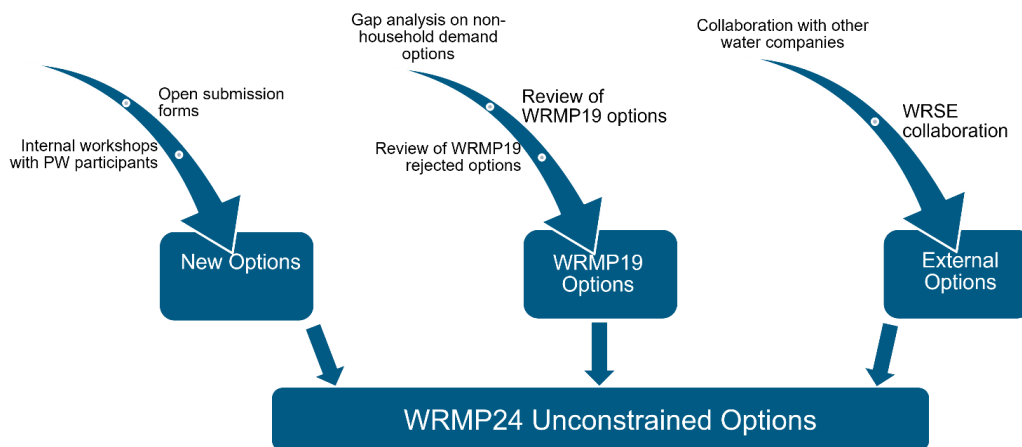 Gap analysis on non-
household demand
options
Collaboration with other
water companies
Open submission
forms
Internal workshops
with PW participants
Review of
WRMP19 options
Review of WRMP19
rejected options
WRSE
collaboration
New Options
WRMP19
Options
External
Options
WRMP24 Unconstrained Options